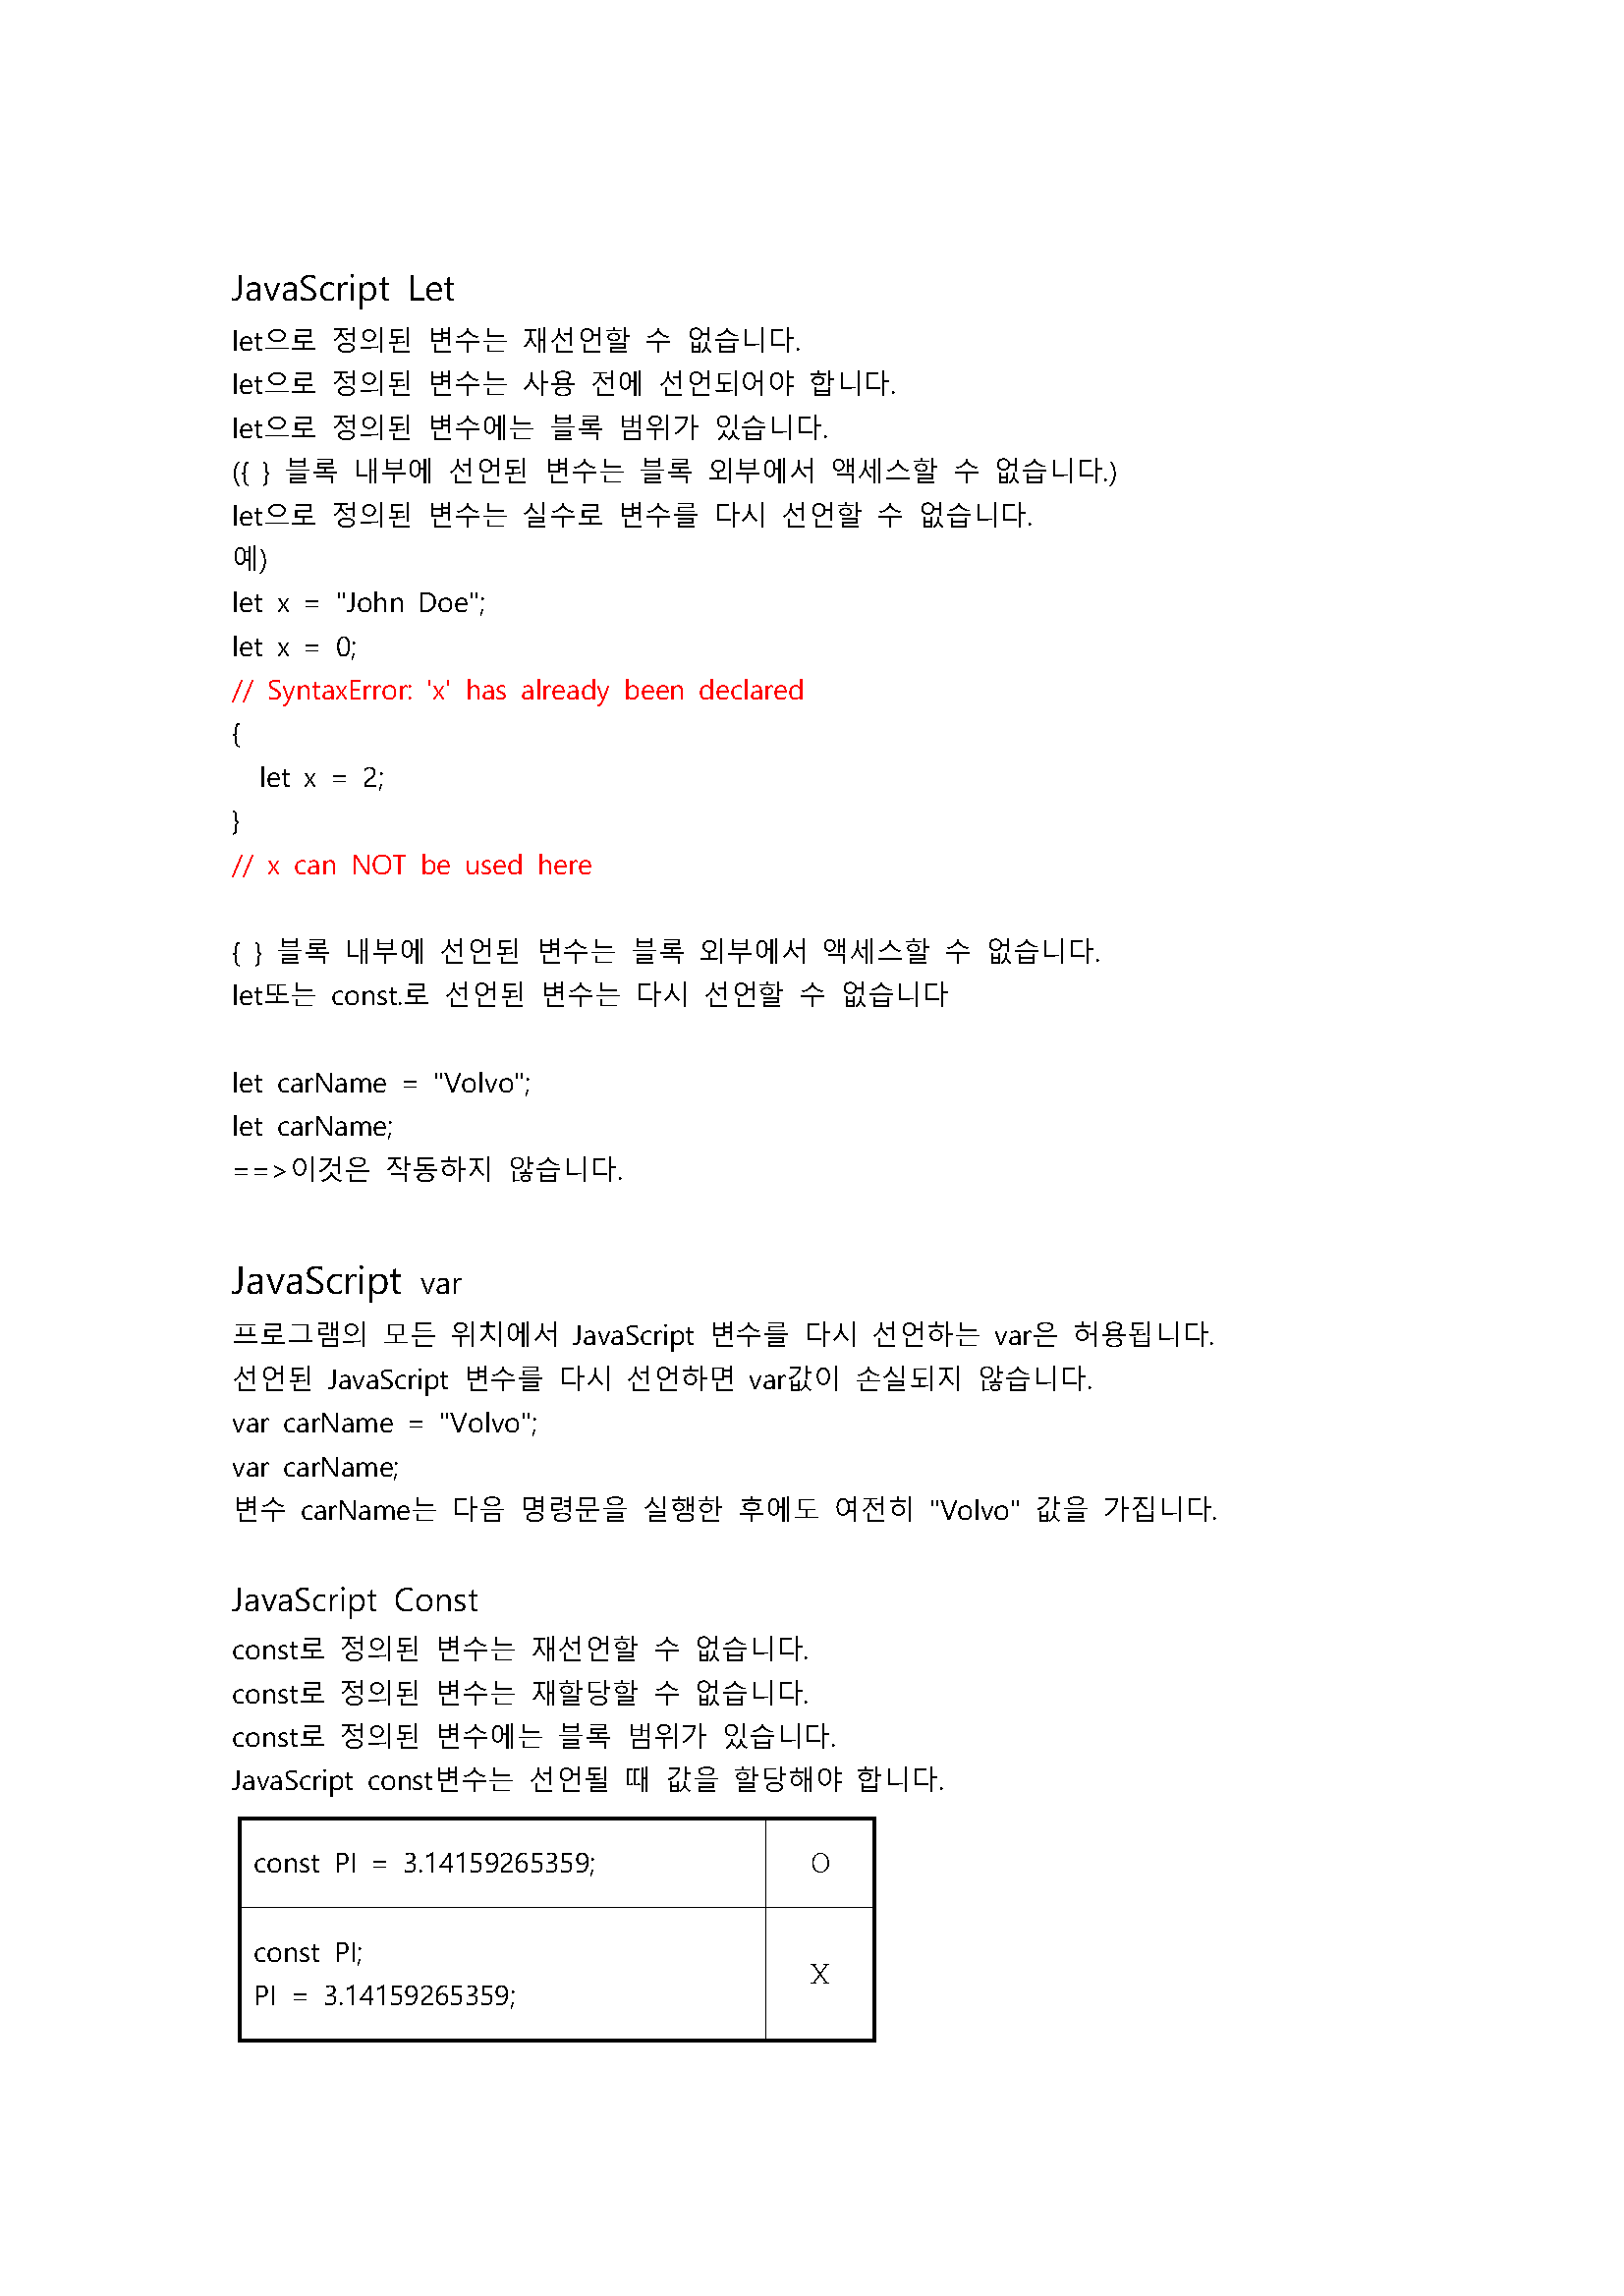 JavaScript Let
let으로 정의된 변수는 재선언할 수 없습니다.
let으로 정의된 변수는 사용 전에 선언되어야 합니다.
let으로 정의된 변수에는 블록 범위가 있습니다.
({ } 블록 내부에 선언된 변수는 블록 외부에서 액세스할 수 없습니다.)
let으로 정의된 변수는 실수로 변수를 다시 선언할 수 없습니다.
예)
let x = "John Doe";
let x = 0;
// SyntaxError: 'x' has already been declared
{
  let x = 2;
}
// x can NOT be used here
{ } 블록 내부에 선언된 변수는 블록 외부에서 액세스할 수 없습니다.
let또는 const.로 선언된 변수는 다시 선언할 수 없습니다
let carName = "Volvo";
let carName;
==>이것은 작동하지 않습니다.
JavaScript var
프로그램의 모든 위치에서 JavaScript 변수를 다시 선언하는 var은 허용됩니다.
선언된 JavaScript 변수를 다시 선언하면 var값이 손실되지 않습니다.
var carName = "Volvo";
var carName;
변수 carName는 다음 명령문을 실행한 후에도 여전히 "Volvo" 값을 가집니다.
JavaScript Const
const로 정의된 변수는 재선언할 수 없습니다.
const로 정의된 변수는 재할당할 수 없습니다.
const로 정의된 변수에는 블록 범위가 있습니다.
JavaScript const변수는 선언될 때 값을 할당해야 합니다.
const PI = 3.14159265359; O
const PI;
PI = 3.14159265359; X